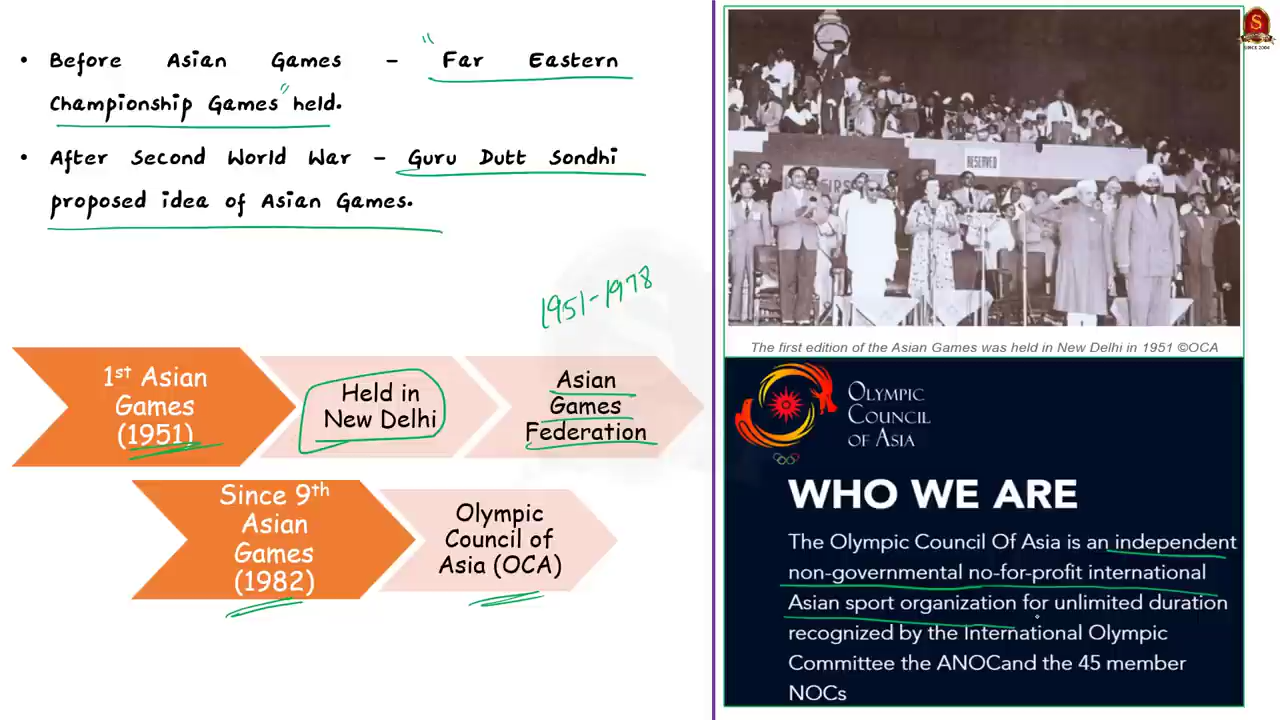 • Before Asian Games – "Far Eastern
Championship Games" held.
• After Second World War – Guru Dutt Sondhi
proposed idea of Asian Games.
1951-1978
1st Asian
Games
(1951)
Held in
New Delhi
Asian
Games
Federation
Since 9th
Asian
Games
(1982)
Olympic
Council of
Asia (OCA)
S
SINCE 2004
RESERVED
FIRST
The first edition of the Asian Games was held in New Delhi in 1951 ©OCA
OLYMPIC
COUNCIL
OF ASIA
WHO WE ARE
The Olympic Council Of Asia is an independent
non-governmental no-for-profit international
Asian sport organization for unlimited duration
recognized by the International Olympic
Committee the ANOCand the 45 member
NOCs